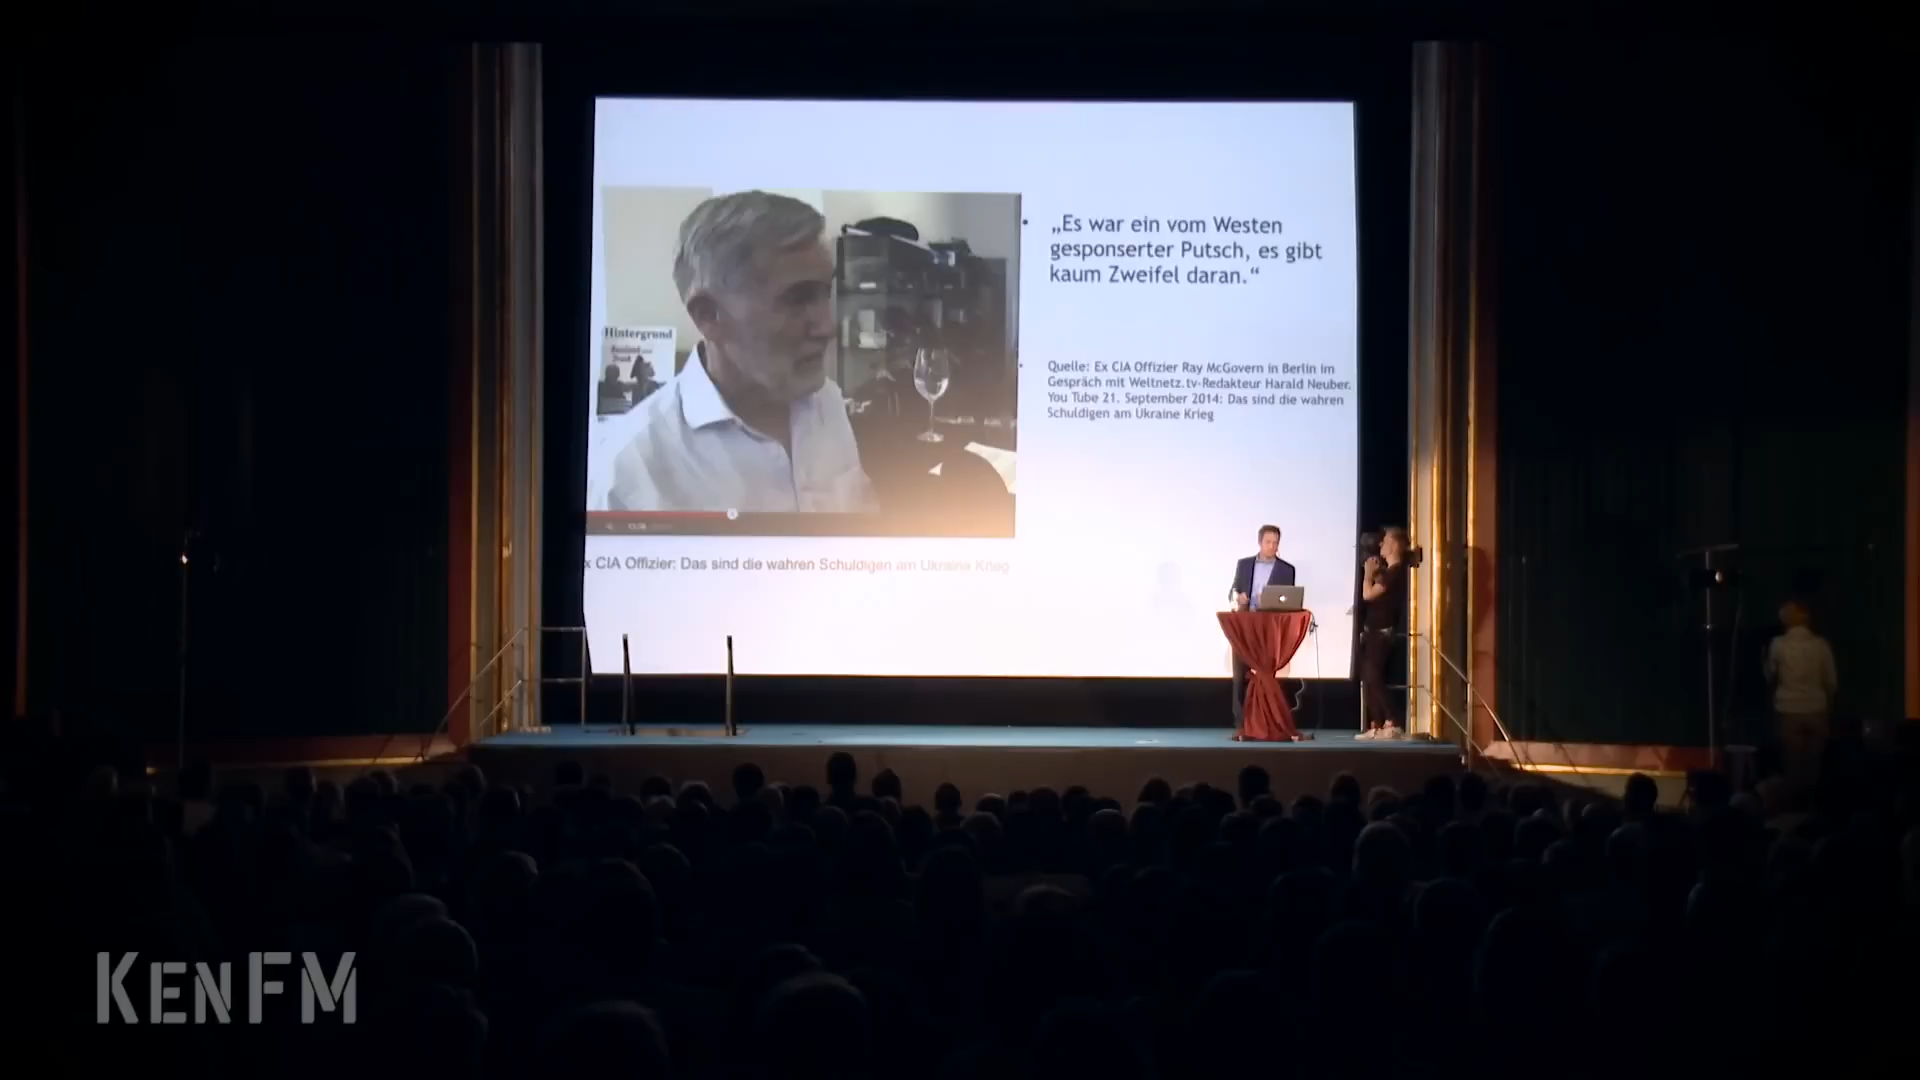 „Es war ein vom Westen
gesponserter Putsch, es gibt
kaum Zweifel daran.“
Hintergrund
Quelle: Ex CIA Offizier Ray McGovern in Berlin im
Gespräch mit Weltnetz.tv-Redakteur Harald Neuber.
You Tube 21. September 2014: Das sind die wahren
Schuldigen am Ukraine Krieg
x CIA Offizier: Das sind die wahren Schuldigen am Ukraine Krieg
KENFM